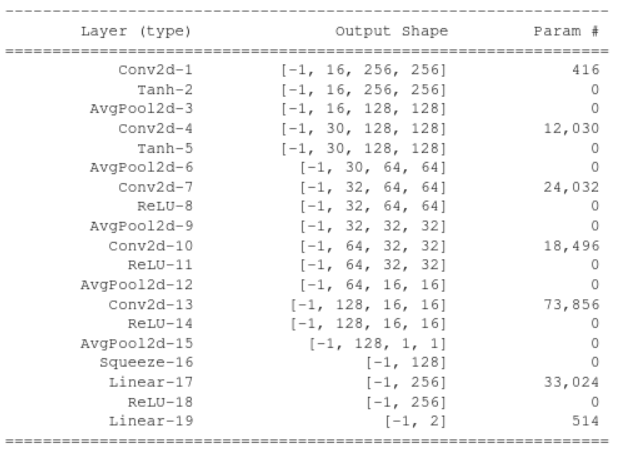 ----------------------------------------------------------------
Layer (type) Output Shape Param #
================================================================
Conv2d-1 [-1, 16, 256, 256] 416
Tanh-2 [-1, 16, 256, 256] 0
AvgPool2d-3 [-1, 16, 128, 128] 0
Conv2d-4 [-1, 30, 128, 128] 12,030
Tanh-5 [-1, 30, 128, 128] 0
AvgPool2d-6 [-1, 30, 64, 64] 0
Conv2d-7 [-1, 32, 64, 64] 24,032
ReLU-8 [-1, 32, 64, 64] 0
AvgPool2d-9 [-1, 32, 32, 32] 0
Conv2d-10 [-1, 64, 32, 32] 18,496
ReLU-11 [-1, 64, 32, 32] 0
AvgPool2d-12 [-1, 64, 16, 16] 0
Conv2d-13 [-1, 128, 16, 16] 73,856
ReLU-14 [-1, 128, 16, 16] 0
AvgPool2d-15 [-1, 128, 1, 1] 0
Squeeze-16 [-1, 128] 0
Linear-17 [-1, 256] 33,024
ReLU-18 [-1, 256] 0
Linear-19 [-1, 2] 514
================================================================